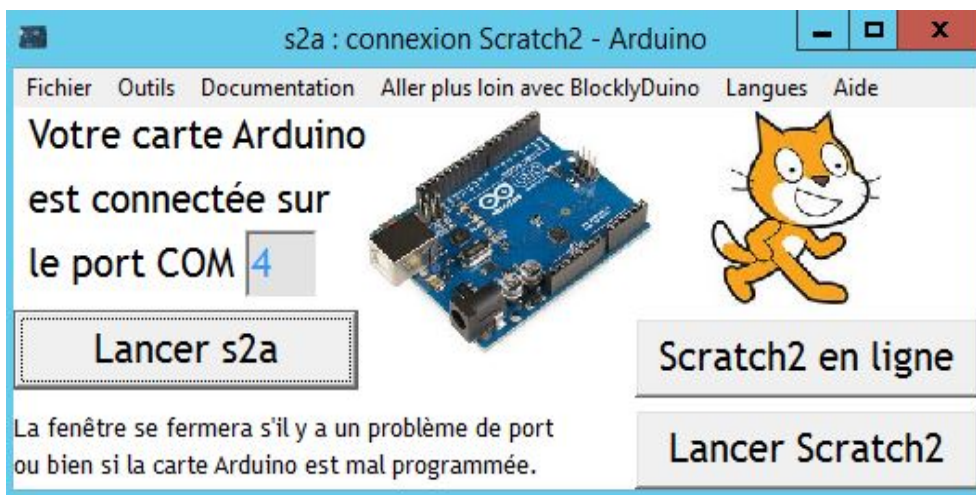 s2a : connexion Scratch2 - Arduino
Fichier Outils Documentation Aller plus loin avec BlocklyDuino Langues Aide
Votre carte Arduino
est connectée sur
le port COM 4
Lancer s2a
Scratch2 en ligne
La fenêtre se fermera s'il y a un problème de port
ou bien si la carte Arduino est mal programmée.
Lancer Scratch2